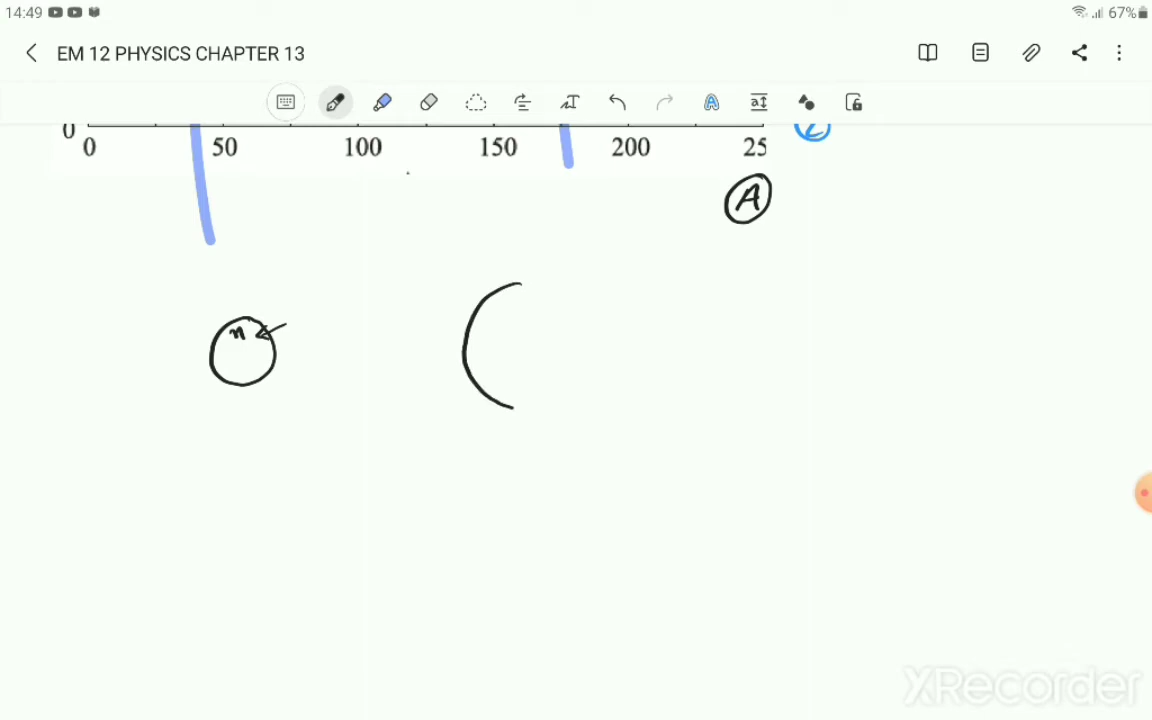 14:49 67%
EM 12 PHYSICS CHAPTER 13
0
0 50 100 150 200 25
A
n
XRecorder